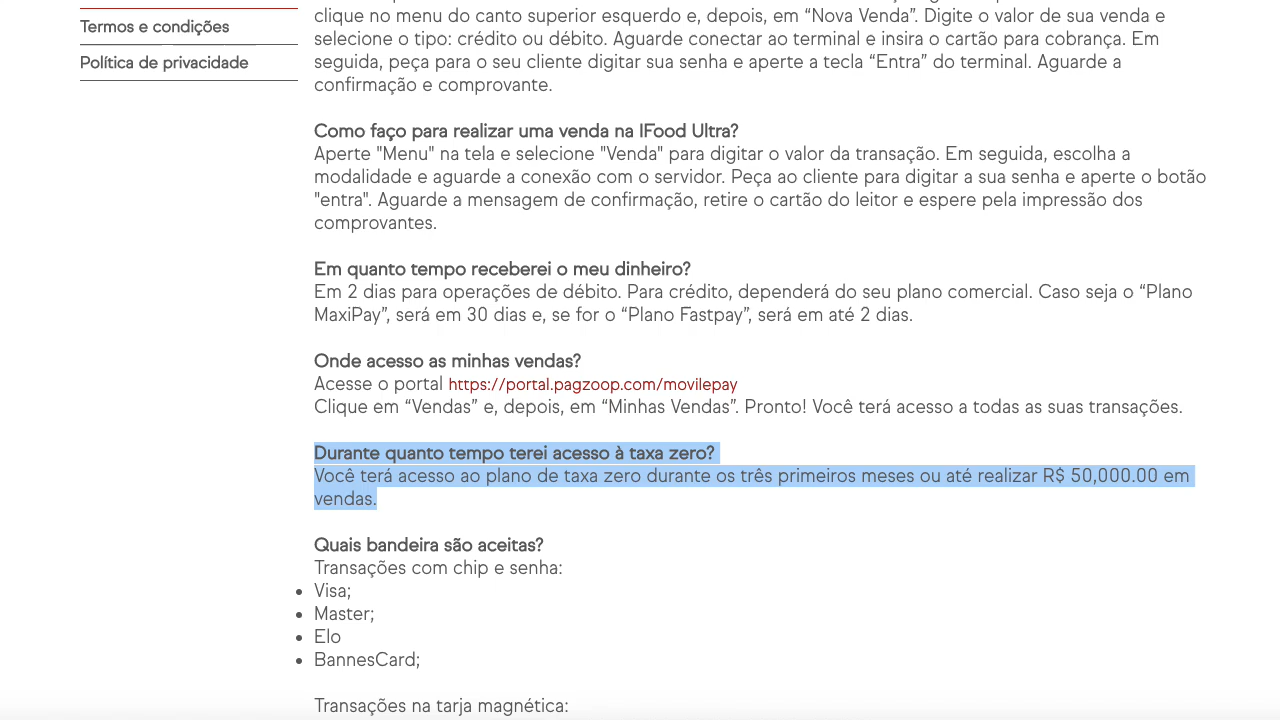 Termos e condições
Política de privacidade
clique no menu do canto superior esquerdo e, depois, em “Nova Venda”. Digite o valor de sua venda e
selecione o tipo: crédito ou débito. Aguarde conectar ao terminal e insira o cartão para cobrança. Em
seguida, peça para o seu cliente digitar sua senha e aperte a tecla “Entra” do terminal. Aguarde a
confirmação e comprovante.
Como faço para realizar uma venda na IFood Ultra?
Aperte "Menu" na tela e selecione "Venda" para digitar o valor da transação. Em seguida, escolha a
modalidade e aguarde a conexão com o servidor. Peça ao cliente para digitar a sua senha e aperte o botão
"entra". Aguarde a mensagem de confirmação, retire o cartão do leitor e espere pela impressão dos
comprovantes.
Em quanto tempo receberei o meu dinheiro?
Em 2 dias para operações de débito. Para crédito, dependerá do seu plano comercial. Caso seja o “Plano
MaxiPay”, será em 30 dias e, se for o “Plano Fastpay”, será em até 2 dias.
Onde acesso as minhas vendas?
Acesse o portal https://portal.pagzoop.com/movilepay
Clique em “Vendas” e, depois, em “Minhas Vendas”. Pronto! Você terá acesso a todas as suas transações.
Durante quanto tempo terei acesso à taxa zero?
Você terá acesso ao plano de taxa zero durante os três primeiros meses ou até realizar R$ 50,000.00 em
vendas.
Quais bandeira são aceitas?
Transações com chip e senha:
• Visa;
• Master;
• Elo
• BannesCard;
Transações na tarja magnética: